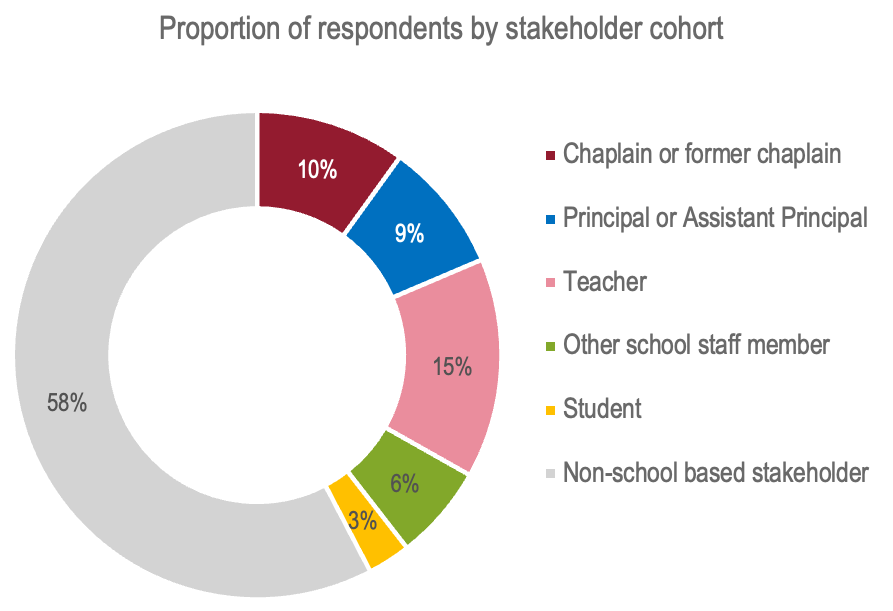 Proportion of respondents by stakeholder cohort
10%
9%
15%
6%
3%
58%
Chaplain or former chaplain
Principal or Assistant Principal
Teacher
Other school staff member
Student
Non-school based stakeholder